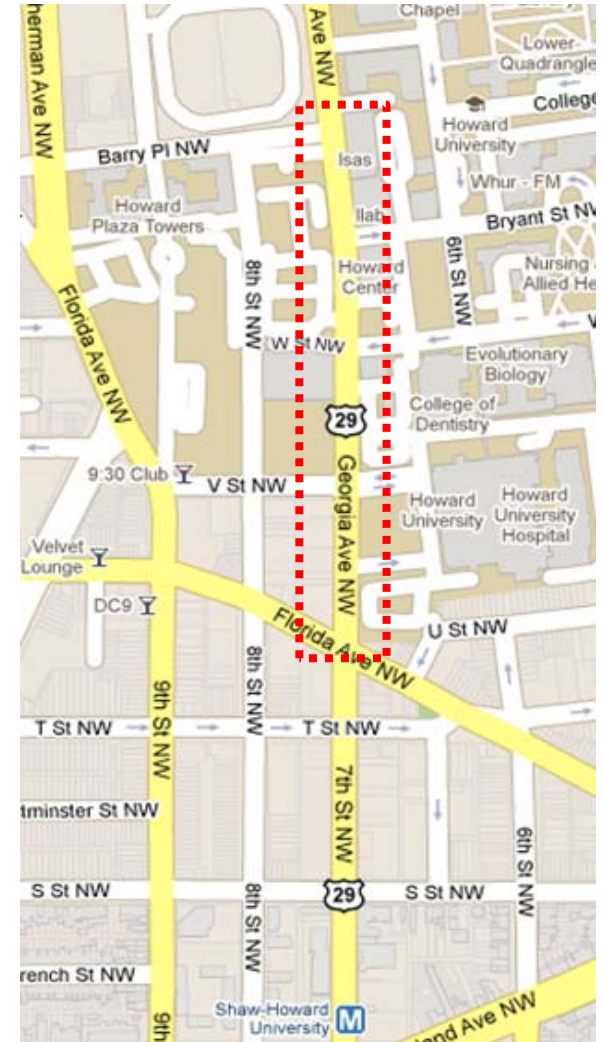 herman Ave NW
Ave NW
Chapel
Lower
Quadrangle
College
Howard
University
Barry Pl NW
Isas
Whur - FM
Howard
Plaza Towers
Ilab
Bryant St NW
6th St NW
8th St NW
Howard
Center
Nursing
Allied He
Florida Ave NW
W St NW
Evolutionary
Biology
College of
Dentistry
29
9:30 Club
V St NW
Georgia Ave NW
Howard
University
Howard
University
Hospital
Velvet
Lounge
DC9
Florida Ave NW
U St NW
8th St NW
9th St NW
T St NW
T St NW
7th St NW
tminster St NW
6th St NW
S St NW
8th St NW
29
S St NW
rench St NW
9th
Shaw-Howard
University
M
and Ave NW